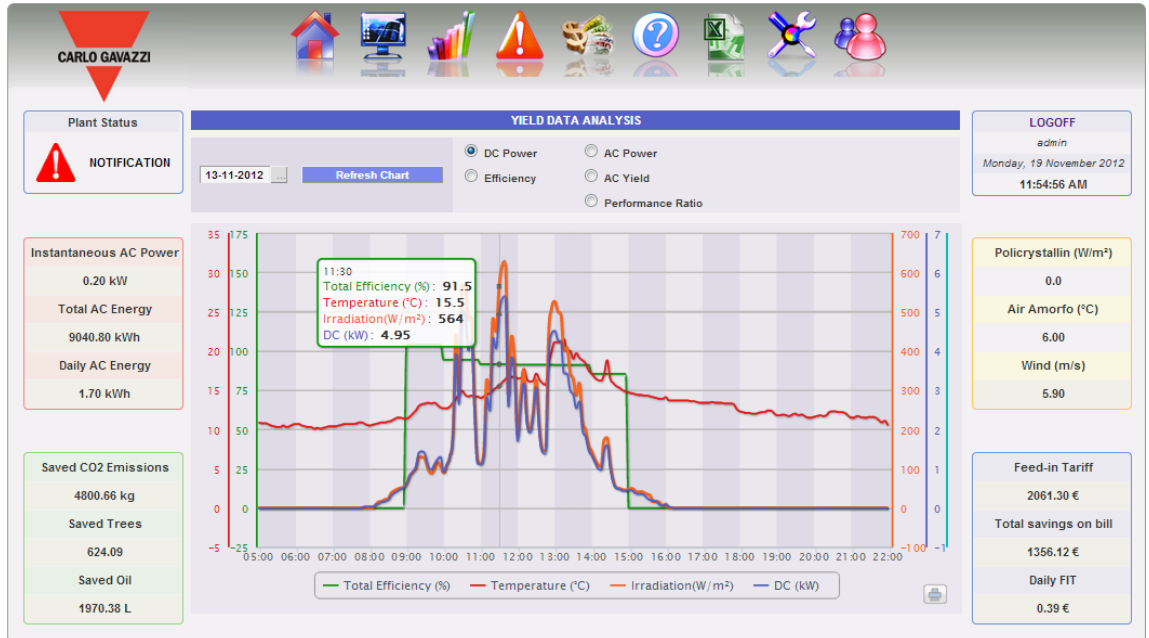 CARLO GAVAZZI
Plant Status
NOTIFICATION
YIELD DATA ANALYSIS
13-11-2012 ...
Refresh Chart
DC Power
AC Power
Efficiency
AC Yield
Performance Ratio
LOGOFF
admin
Monday, 19 November 2012
11:54:56 AM
Instantaneous AC Power
0.20 kW
Total AC Energy
9040.80 kWh
Daily AC Energy
1.70 kWh
Saved CO2 Emissions
4800.66 kg
Saved Trees
624.09
Saved Oil
1970.38 L
35 175
30 150
25 125
20 100
15 75
10 50
5 25
0 0
-5 -25
11:30
Total Efficiency (%) : 91.5
Temperature (°C) : 15.5
Irradiation(W/m²) : 564
DC (kW) : 4.95
700 7
600 6
500 5
400 4
300 3
200 2
100 1
0 0
-100 -1
05:00 06:00 07:00 08:00 09:00 10:00 11:00 12:00 13:00 14:00 15:00 16:00 17:00 18:00 19:00 20:00 21:00 22:00
Total Efficiency (%) Temperature (°C) Irradiation(W/m²) DC (kW)
Policrystallin (W/m²)
0.0
Air Amorfo (°C)
6.00
Wind (m/s)
5.90
Feed-in Tariff
2061.30 €
Total savings on bill
1356.12 €
Daily FIT
0.39 €